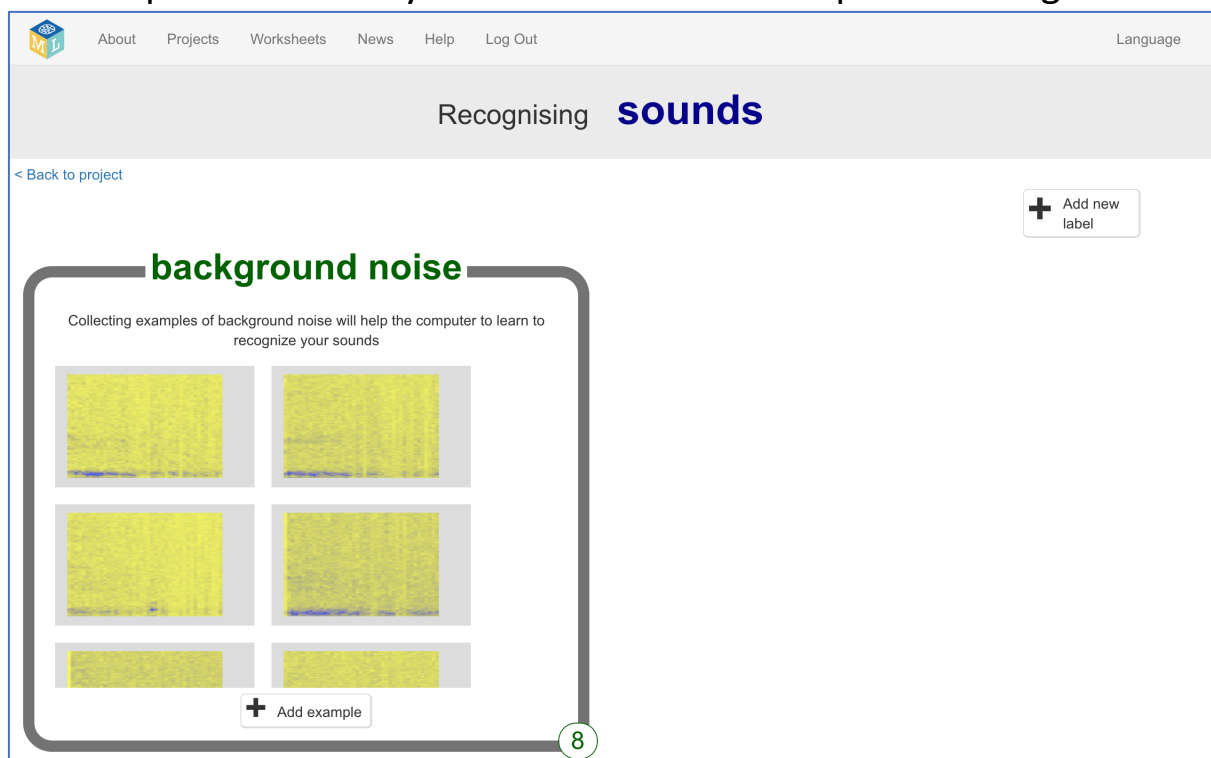 About Projects Worksheets News Help Log Out Language
Recognising sounds
< Back to project
Add new
label
background noise
Collecting examples of background noise will help the computer to learn to
recognize your sounds
Add example
8